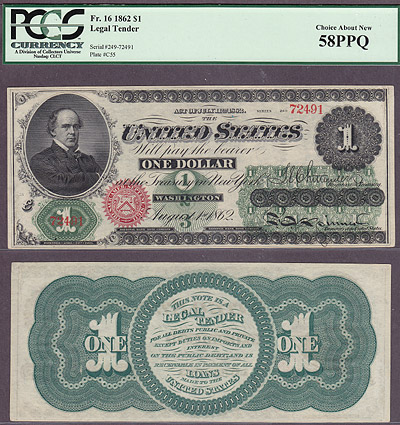 PCGS
CURRENCY
A Division of Collectors Universe
Nasdaq CLCT
Fr. 16 1862 $1
Legal Tender
Serial #249-72491
Plate #C55
Choice About New
58PPQ
ACT OF JULY 11TH 1862.
SERIES
72491
THE
UNITED STATES
Will pay the bearer
1
ONE DOLLAR
1
at the Treasury in New York
WASHINGTON
August 1st 1862
1
72491
THIS NOTE IS A
LEGAL
TENDER
FOR ALL DEBTS PUBLIC AND PRIVATE
EXCEPT DUTIES ON IMPORTS AND
INTEREST
ON THE PUBLIC DEBT, AND IS
RECEIVABLE IN PAYMENT OF ALL
LOANS
MADE TO THE
UNITED STATES
ONE
ONE